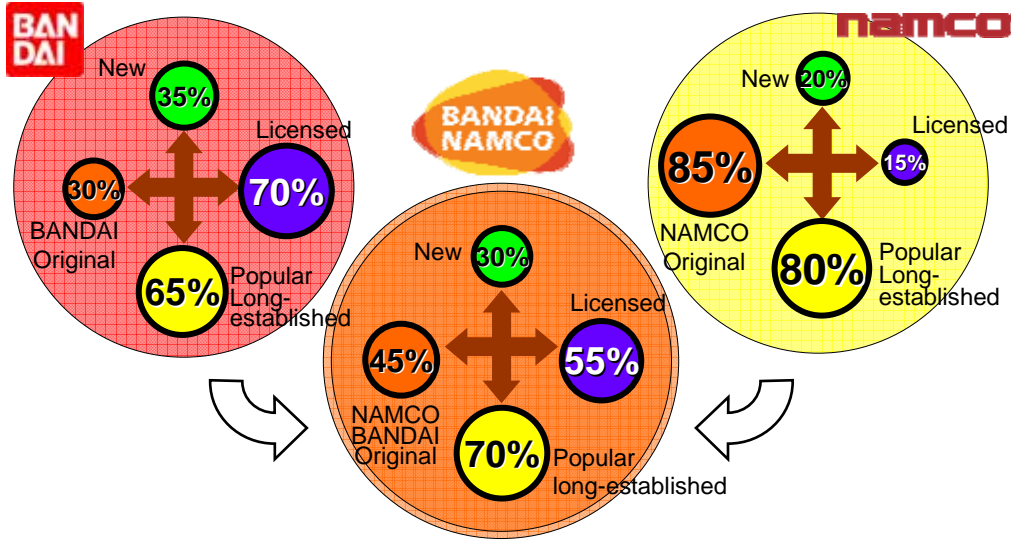 BAN
DAI
New
35%
Licensed
70%
30%
BANDAI
Original
65%
Popular
Long-
established
BANDAI
NAMCO
New
30%
Licensed
55%
45%
NAMCO
BANDAI
Original
70%
Popular
long-established
namco
New
20%
Licensed
15%
85%
NAMCO
Original
80%
Popular
Long-
established